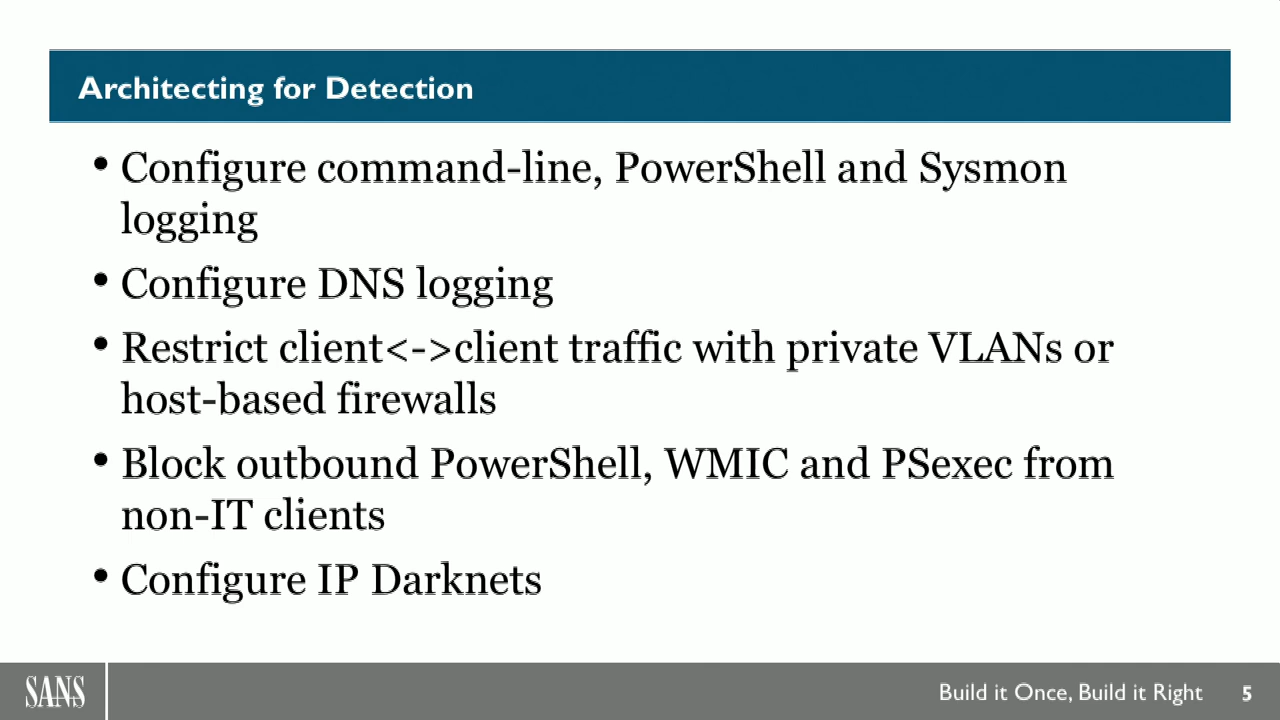 Architecting for Detection
• Configure command-line, PowerShell and Sysmon
logging
• Configure DNS logging
• Restrict client<->client traffic with private VLANs or
host-based firewalls
• Block outbound PowerShell, WMIC and PSexec from
non-IT clients
• Configure IP Darknets
SANS
Build it Once, Build it Right
5